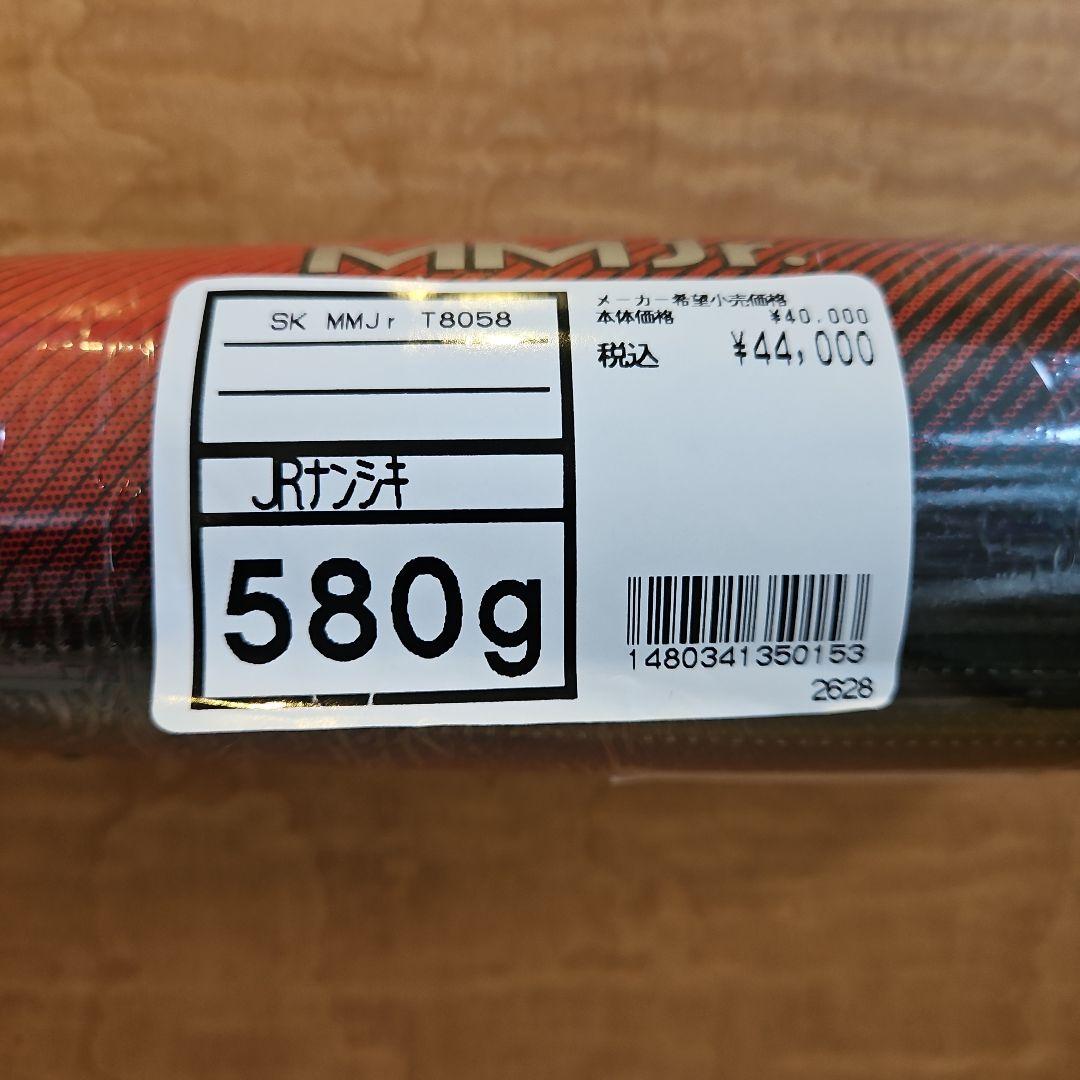 MMJr.
SK MMJr T8058
JRナンシキ
580g
メーカー希望小売価格
本体価格 ¥40.000
税込 ¥44,000
1480341350153
2628